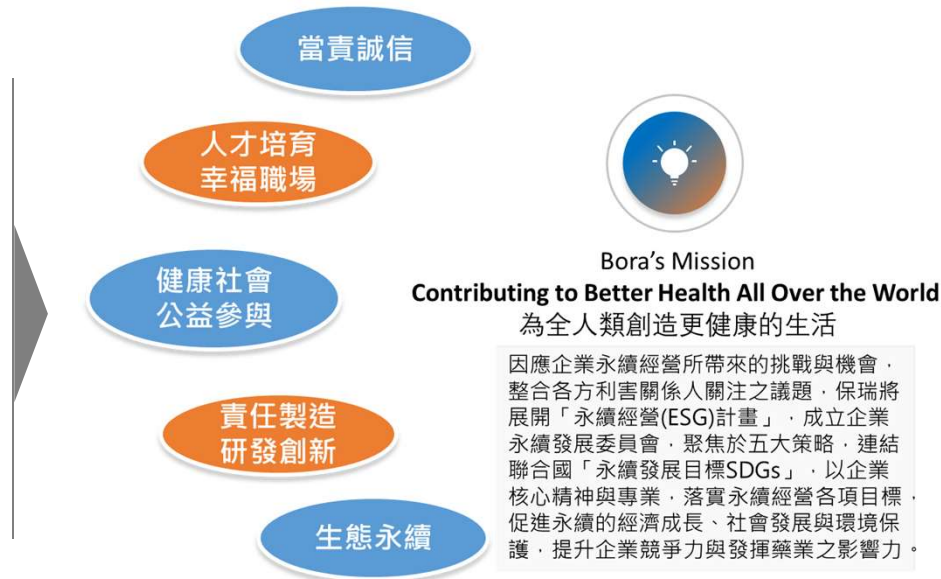 當責誠信
人才培育
幸福職場
健康社會
公益參與
責任製造
研發創新
生態永續
Bora's Mission
Contributing to Better Health All Over the World
為全人類創造更健康的生活
因應企業永續經營所帶來的挑戰與機會，
整合各方利害關係人關注之議題，保瑞將
展開「永續經營(ESG)計畫」，成立企業
永續發展委員會，聚焦於五大策略，連結
聯合國「永續發展目標SDGs」，以企業
核心精神與專業，落實永續經營各項目標，
促進永續的經濟成長、社會發展與環境保
護，提升企業競爭力與發揮藥業之影響力。